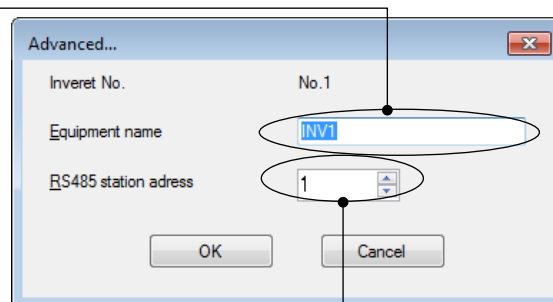 Advanced...
Inveret No. No.1
Equipment name INV1
RS485 station adress 1
OK Cancel